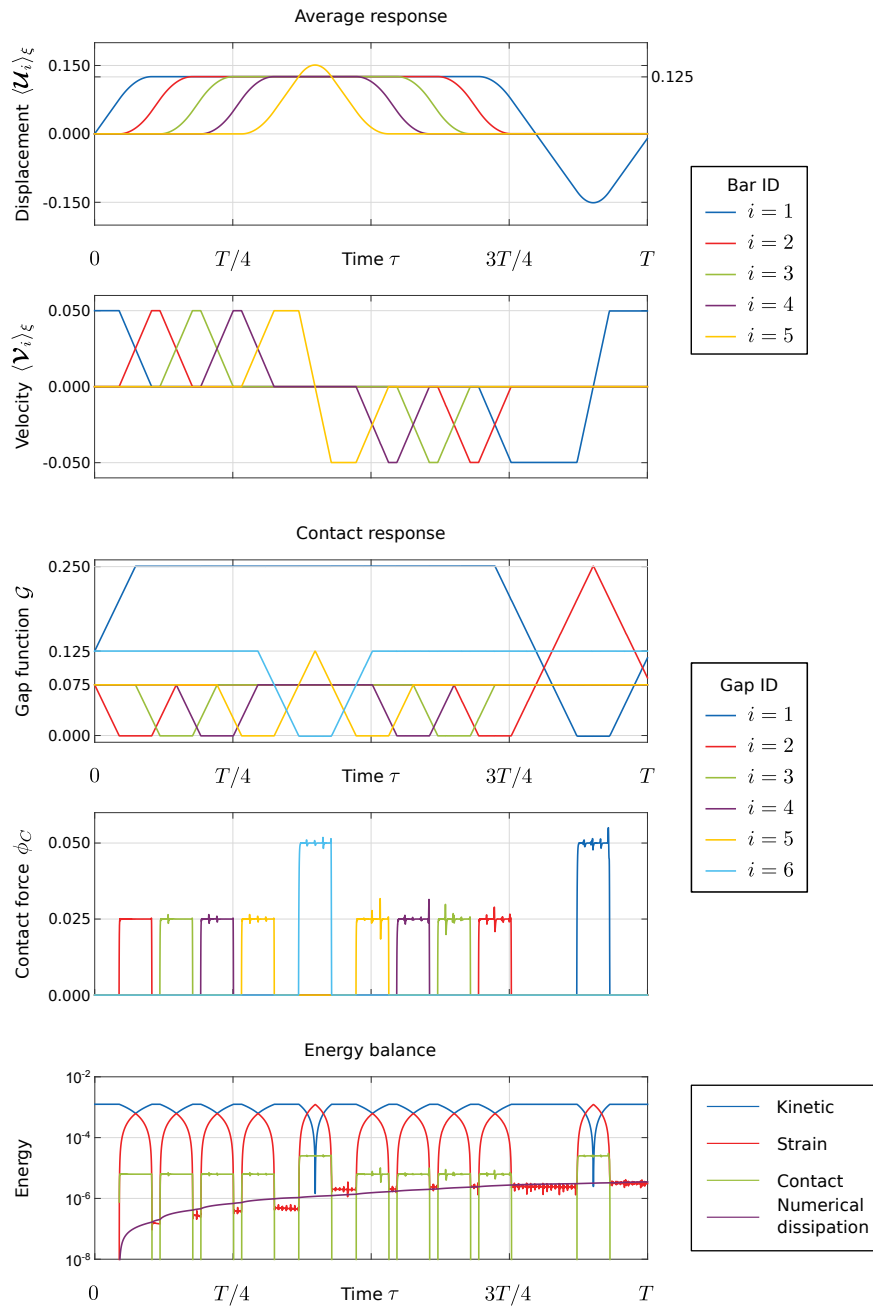 Average response
Displacement ⟨𝒰ᵢ⟩ξ
0.150
0.000
-0.150
0.125
0
T/4
Time τ
3T/4
T
Bar ID
i = 1
i = 2
i = 3
i = 4
i = 5
Velocity ⟨𝒱ᵢ⟩ξ
0.050
0.000
-0.050
Contact response
Gap function 𝒢
0.250
0.125
0.075
0.000
0
T/4
Time τ
3T/4
T
Gap ID
i = 1
i = 2
i = 3
i = 4
i = 5
i = 6
Contact force ϕC
0.050
0.025
0.000
Energy balance
Energy
10⁻²
10⁻⁴
10⁻⁶
10⁻⁸
0
T/4
Time τ
3T/4
T
Kinetic
Strain
Contact
Numerical
dissipation